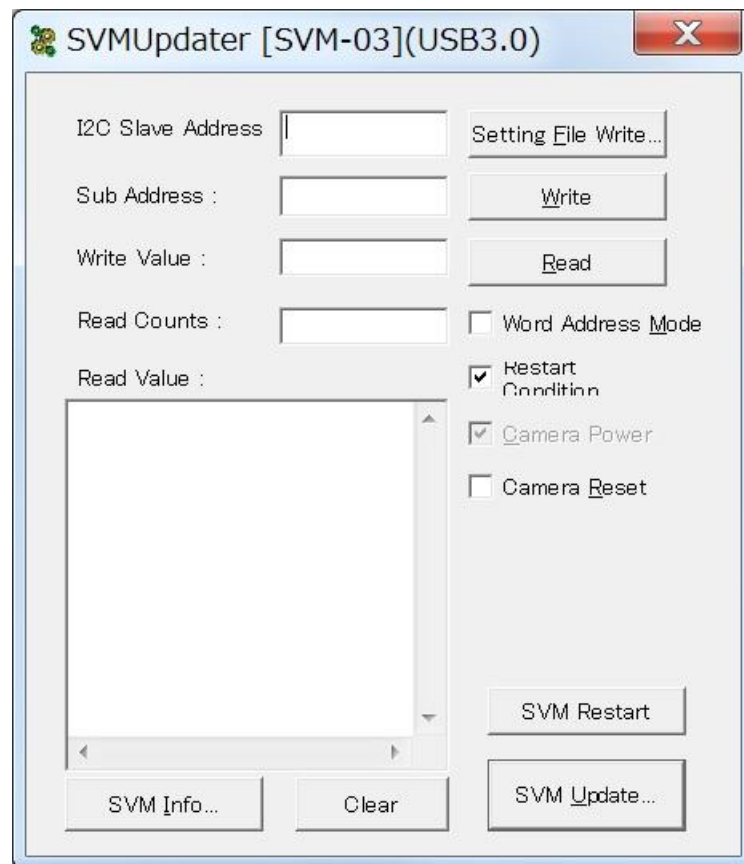 SVMUpdater [SVM-03](USB3.0)
I2C Slave Address
Setting File Write...
Sub Address :
Write
Write Value :
Read
Read Counts :
Word Address Mode
Read Value :
Restart
Condition
Camera Power
Camera Reset
SVM Restart
SVM Info...
Clear
SVM Update...